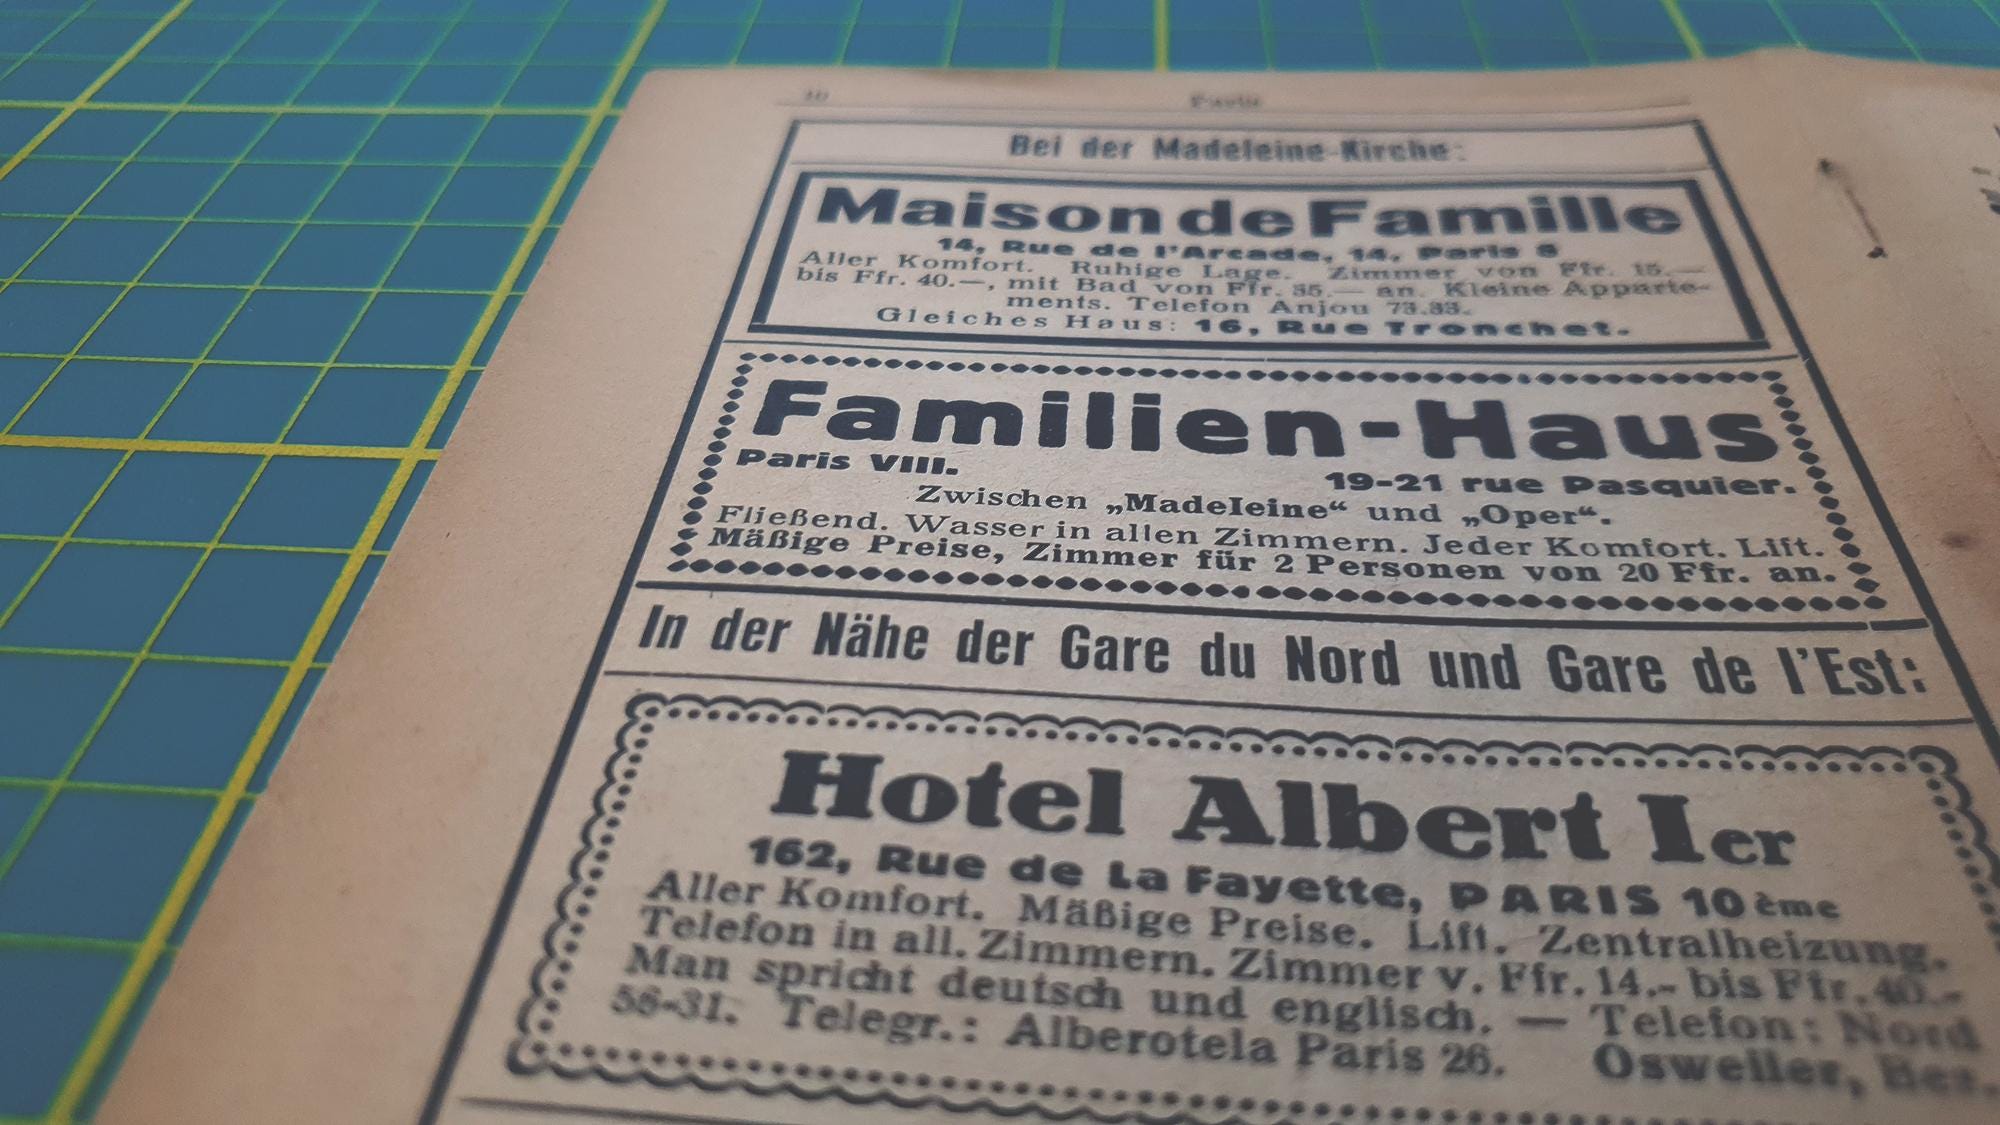 Bei der Madeleine-Kirche:
Maison de Famille
14, Rue de l'Arcade, 14, Paris 8
Aller Komfort. Ruhige Lage. Zimmer von Ffr. 15.—
bis Ffr. 40.—, mit Bad von Ffr. 35.— an. Kleine Apparte-
ments. Telefon Anjou 73.33.
Gleiches Haus: 16, Rue Tronchet.
Familien-Haus
Paris VIII. 19-21 rue Pasquier.
Zwischen „Madeleine“ und „Oper“.
Fließend. Wasser in allen Zimmern. Jeder Komfort. Lift.
Mäßige Preise, Zimmer für 2 Personen von 20 Ffr. an.
In der Nähe der Gare du Nord und Gare de l'Est:
Hotel Albert Ier
162, Rue de La Fayette, PARIS 10ème
Aller Komfort. Mäßige Preise. Lift. Zentralheizung.
Telefon in all. Zimmern. Zimmer v. Ffr. 14.- bis Ffr. 40.-
Man spricht deutsch und englisch. — Telefon: Nord
58-31. Telegr.: Alberotela Paris 26. Osweiler, Bes.